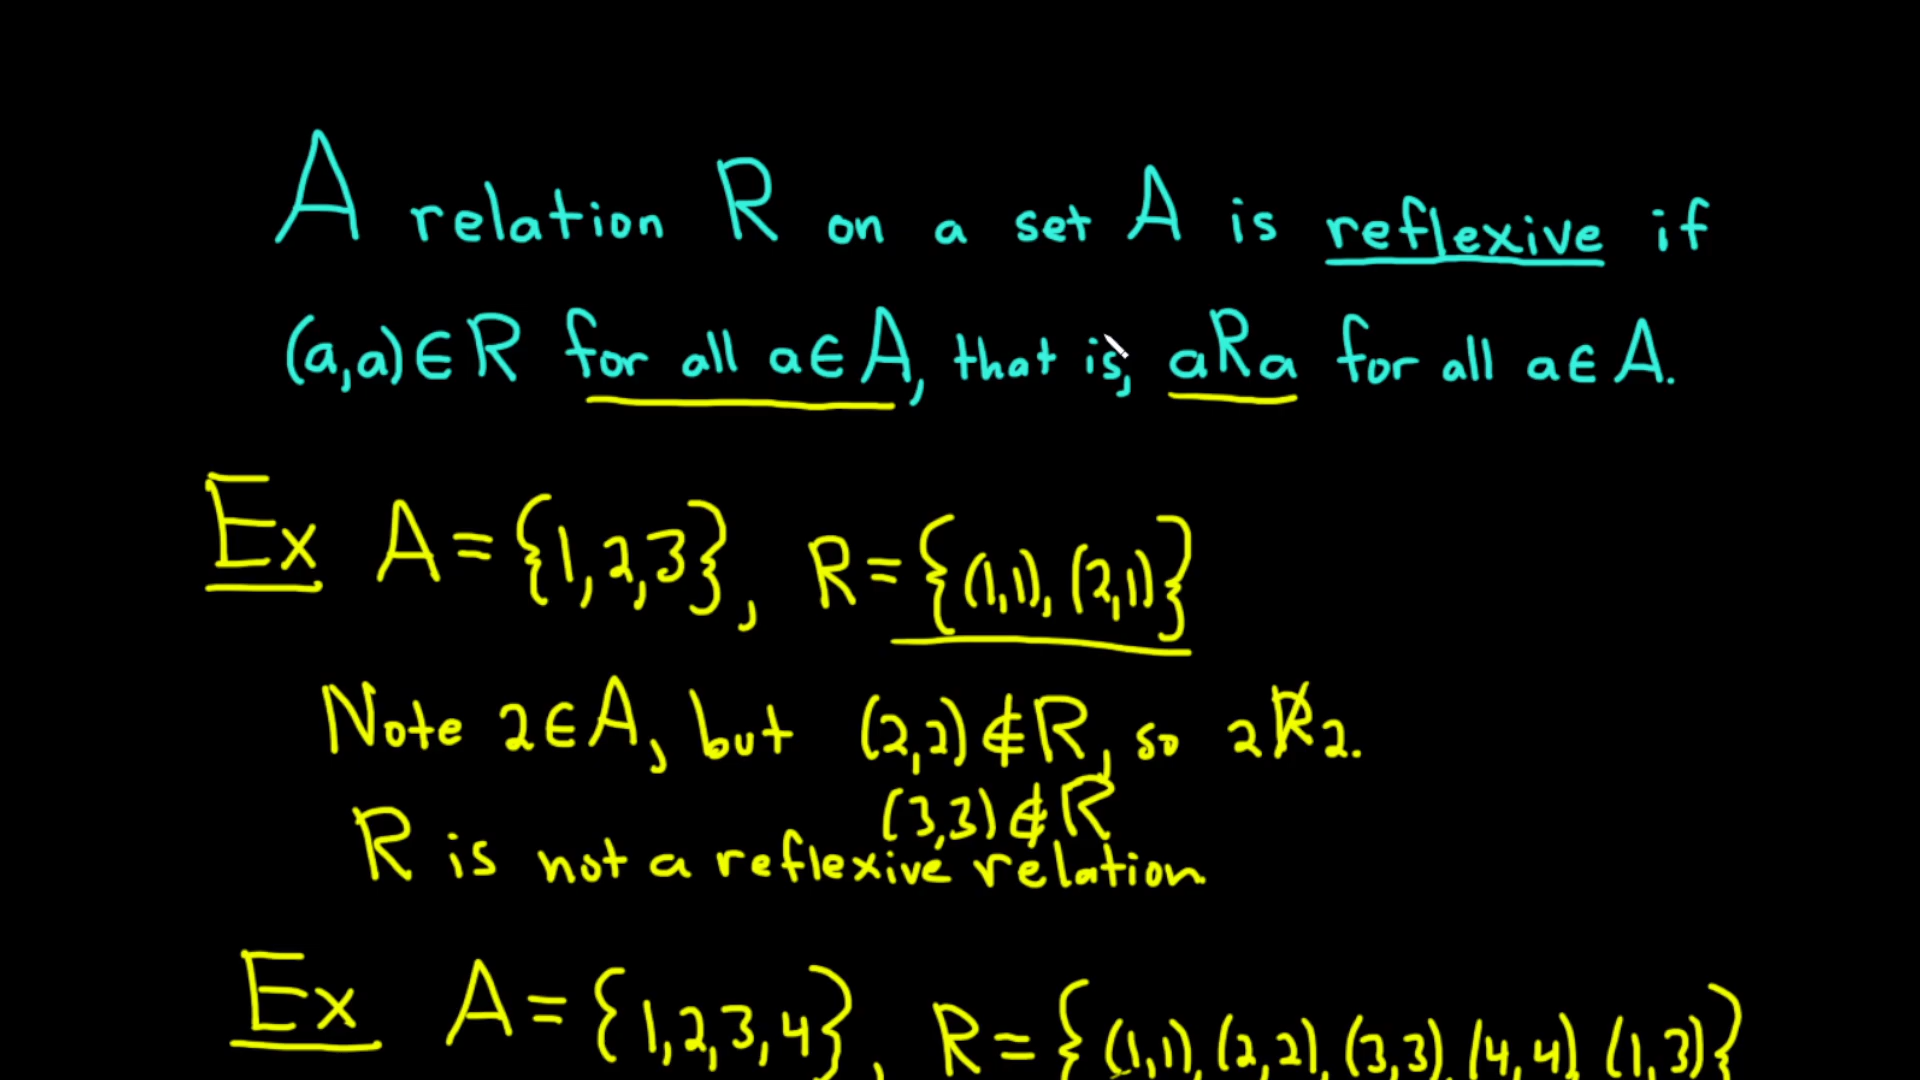 A relation R on a set A is reflexive if
(a,a)∈R for all a∈A, that is, aRa for all a∈A.
Ex A={1,2,3}, R={(1,1),(2,1)}
Note 2∈A, but (2,2)∉R, so 2R̸2.
(3,3)∉R
R is not a reflexive relation.
Ex A={1,2,3,4}, R={(1,1),(2,2),(3,3),(4,4),(1,3)}